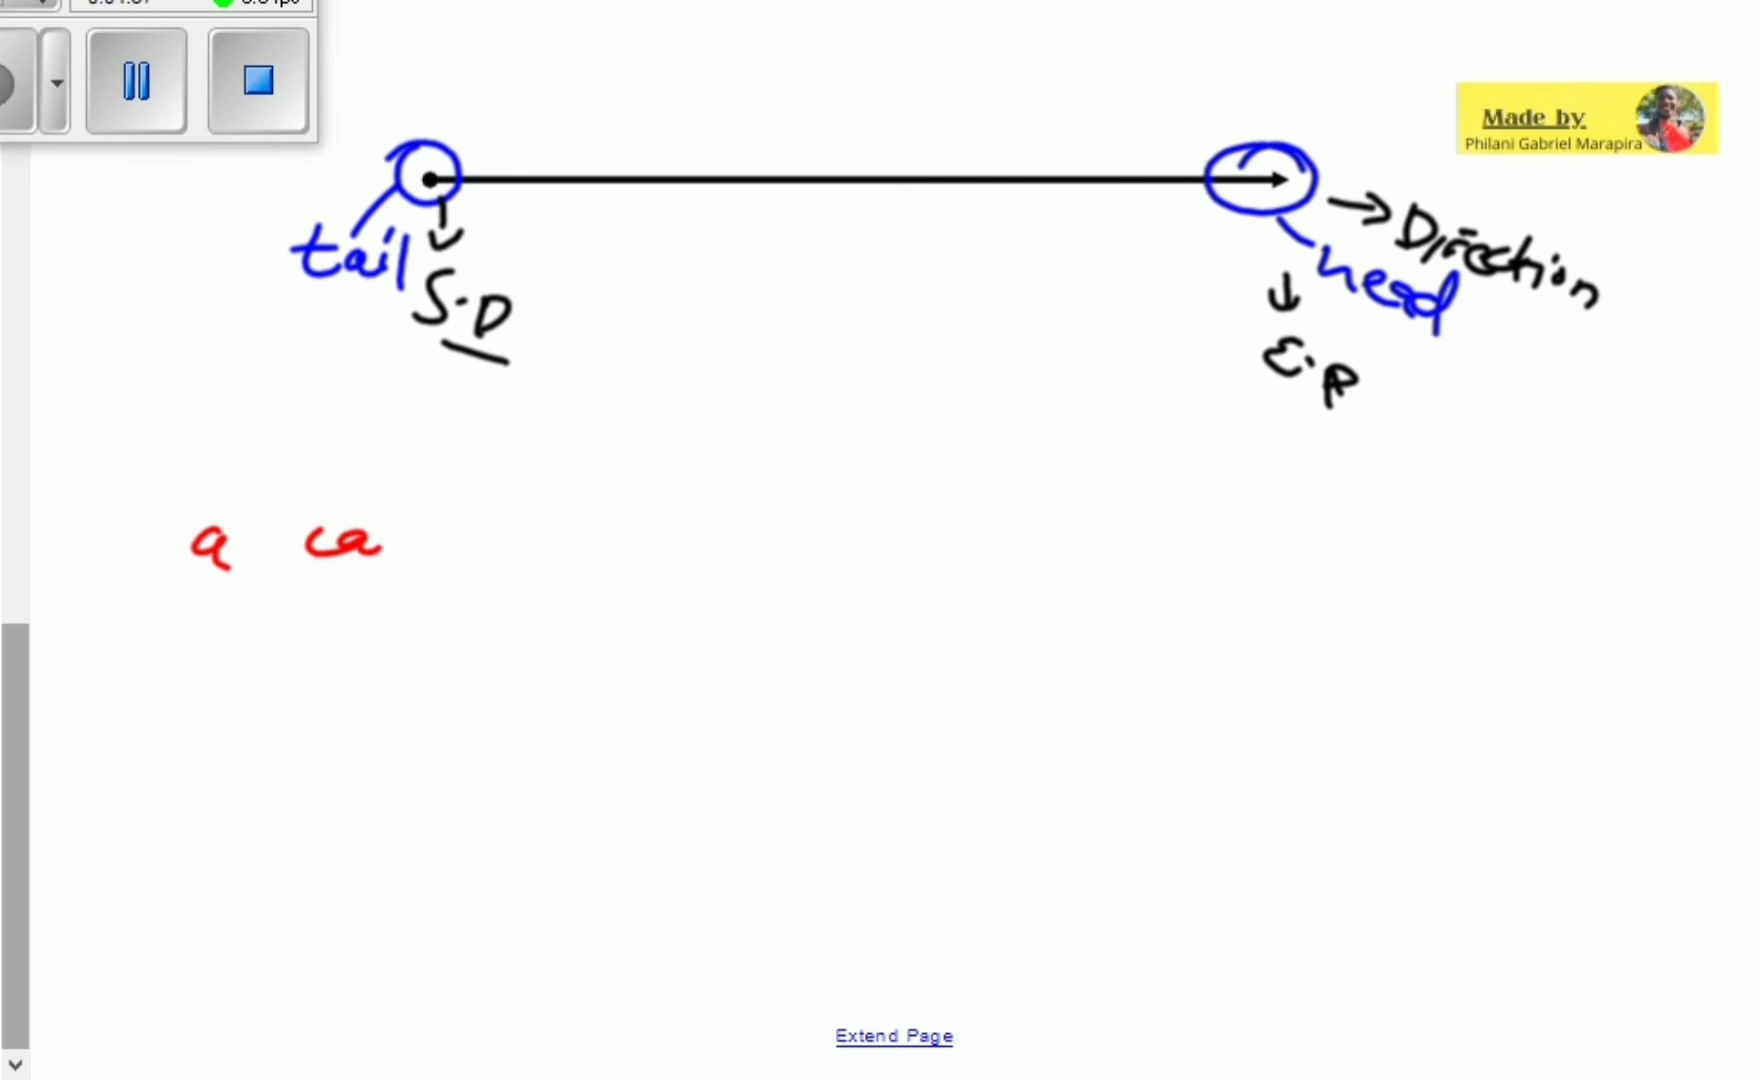 Made by
Philani Gabriel Marapira
tail
S.D
Direction
head
E.P
a ca
Extend Page